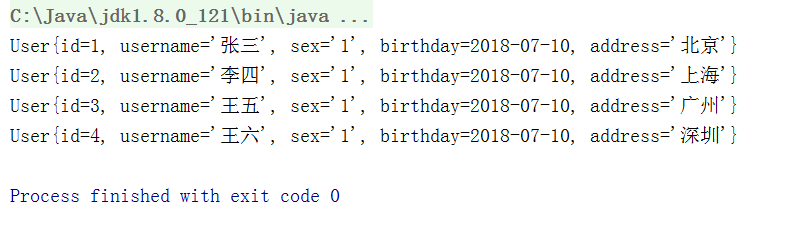 C:\Java\jdk1.8.0_121\bin\java ...
User{id=1, username='张三', sex='1', birthday=2018-07-10, address='北京'}
User{id=2, username='李四', sex='1', birthday=2018-07-10, address='上海'}
User{id=3, username='王五', sex='1', birthday=2018-07-10, address='广州'}
User{id=4, username='王六', sex='1', birthday=2018-07-10, address='深圳'}
Process finished with exit code 0